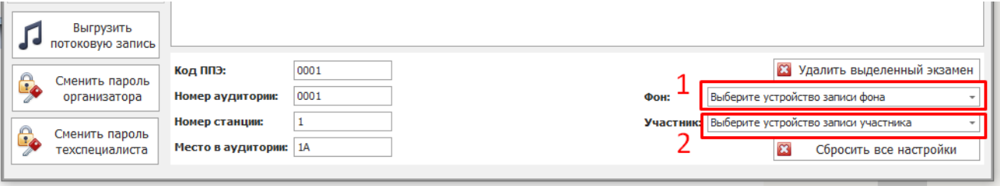 Выгрузить
потоковую запись
Сменить пароль
организатора
Сменить пароль
техспециалиста
Код ППЭ: 0001
Номер аудитории: 0001
Номер станции: 1
Место в аудитории: 1А
Удалить выделенный экзамен
1
Фон: Выберите устройство записи фона
Участник: Выберите устройство записи участника
2
Сбросить все настройки